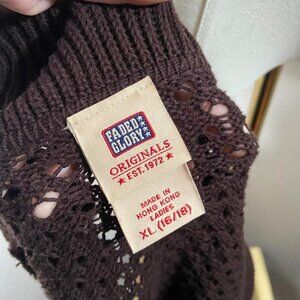 FADED
GLORY
ORIGINALS
★ EST. 1972 ★
MADE IN
HONG KONG
LADIES
XL (16/18)